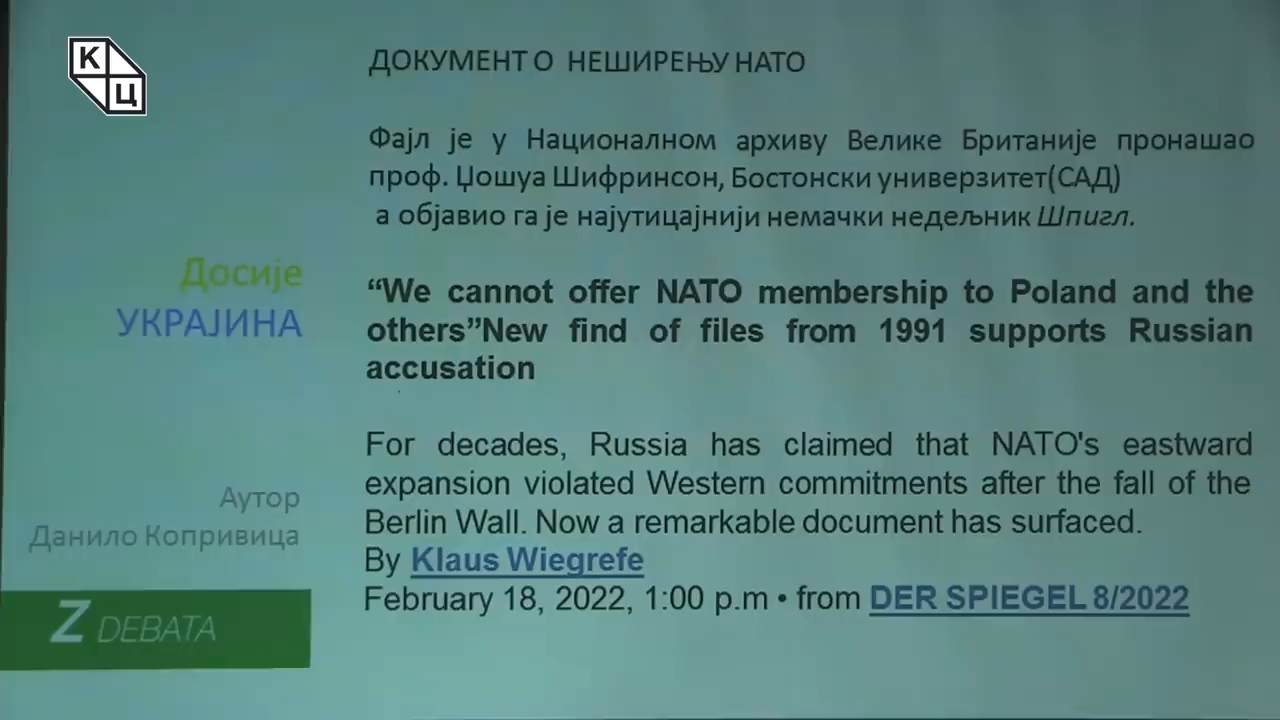 К
Ц
ДОКУМЕНТ О НЕШИРЕЊУ НАТО
Фајл је у Националном архиву Велике Британије пронашао
проф. Џошуа Шифринсон, Бостонски универзитет(САД)
а објавио га је најутицајнији немачки недељник Шпигл.
Досије
УКРАЈИНА
“We cannot offer NATO membership to Poland and the
others”New find of files from 1991 supports Russian
accusation
For decades, Russia has claimed that NATO's eastward
expansion violated Western commitments after the fall of the
Berlin Wall. Now a remarkable document has surfaced.
By Klaus Wiegrefe
February 18, 2022, 1:00 p.m • from DER SPIEGEL 8/2022
Аутор
Данило Копривица
Z DEBATA